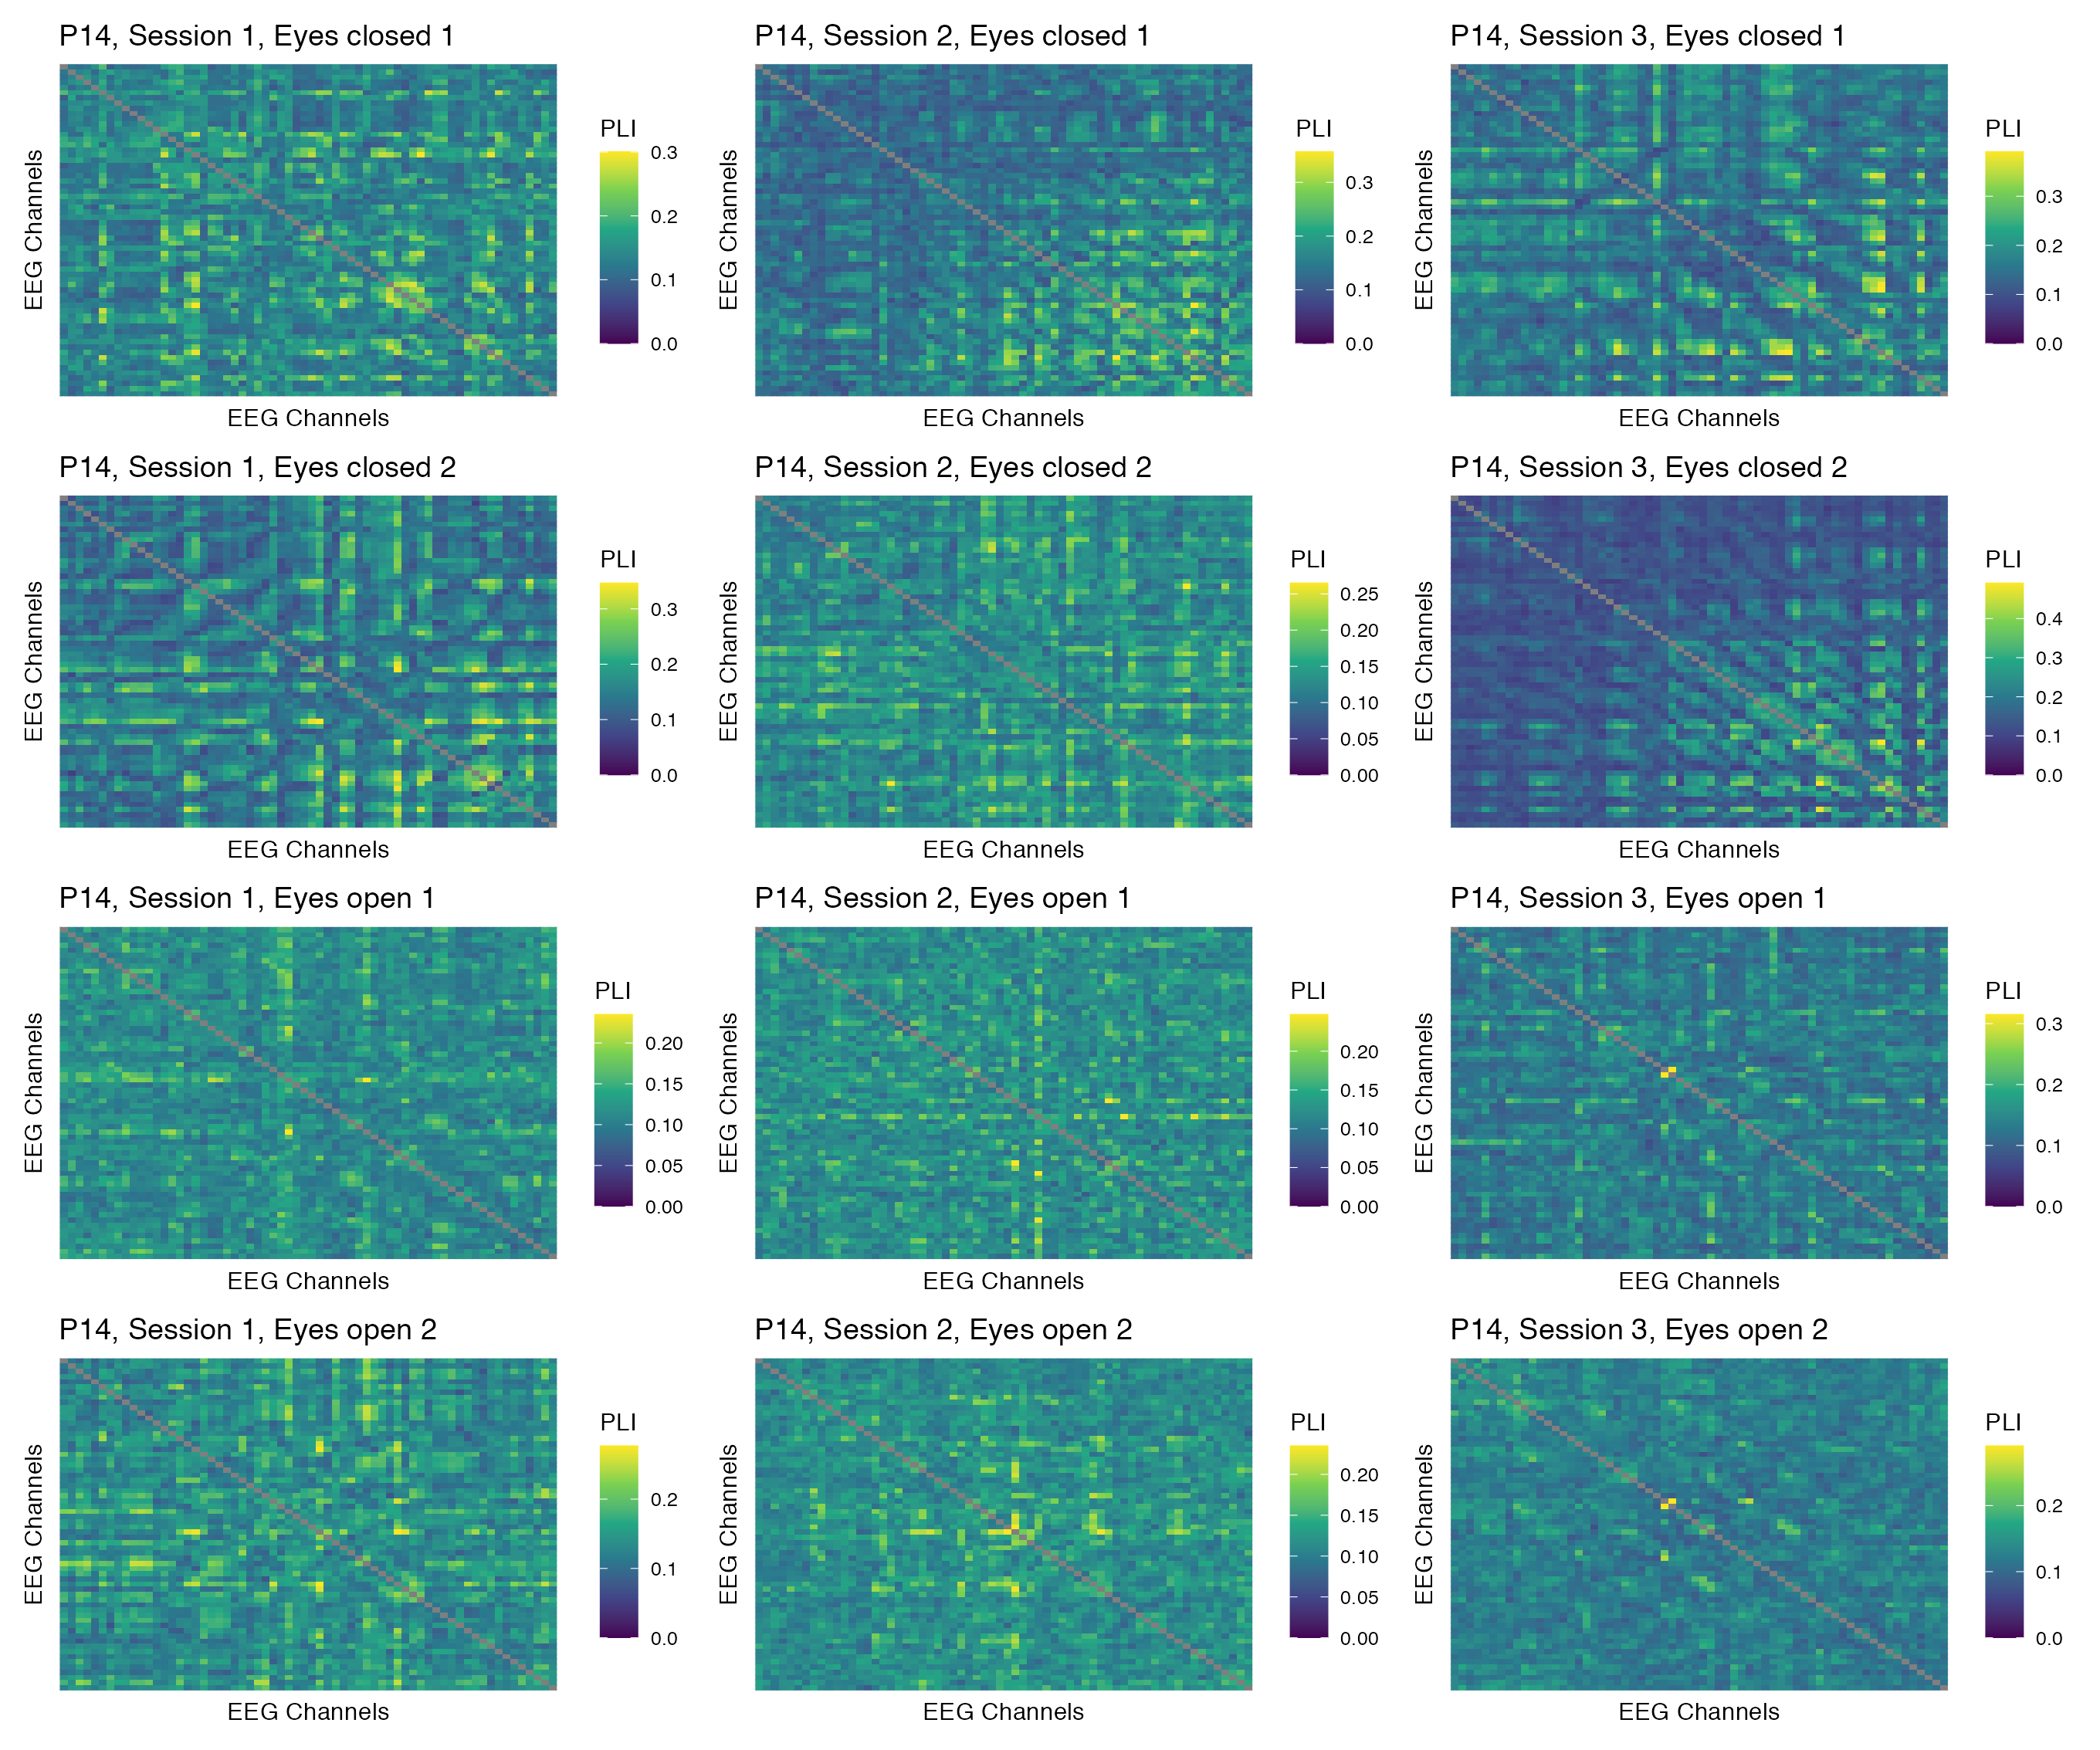 P14, Session 1, Eyes closed 1
P14, Session 2, Eyes closed 1
P14, Session 3, Eyes closed 1
EEG Channels
EEG Channels
PLI
0.3
0.2
0.1
0.0
EEG Channels
EEG Channels
PLI
0.3
0.2
0.1
0.0
EEG Channels
EEG Channels
PLI
0.3
0.2
0.1
0.0
P14, Session 1, Eyes closed 2
P14, Session 2, Eyes closed 2
P14, Session 3, Eyes closed 2
EEG Channels
EEG Channels
PLI
0.3
0.2
0.1
0.0
EEG Channels
EEG Channels
PLI
0.25
0.20
0.15
0.10
0.05
0.00
EEG Channels
EEG Channels
PLI
0.4
0.3
0.2
0.1
0.0
P14, Session 1, Eyes open 1
P14, Session 2, Eyes open 1
P14, Session 3, Eyes open 1
EEG Channels
EEG Channels
PLI
0.20
0.15
0.10
0.05
0.00
EEG Channels
EEG Channels
PLI
0.20
0.15
0.10
0.05
0.00
EEG Channels
EEG Channels
PLI
0.3
0.2
0.1
0.0
P14, Session 1, Eyes open 2
P14, Session 2, Eyes open 2
P14, Session 3, Eyes open 2
EEG Channels
EEG Channels
PLI
0.2
0.1
0.0
EEG Channels
EEG Channels
PLI
0.20
0.15
0.10
0.05
0.00
EEG Channels
EEG Channels
PLI
0.2
0.1
0.0